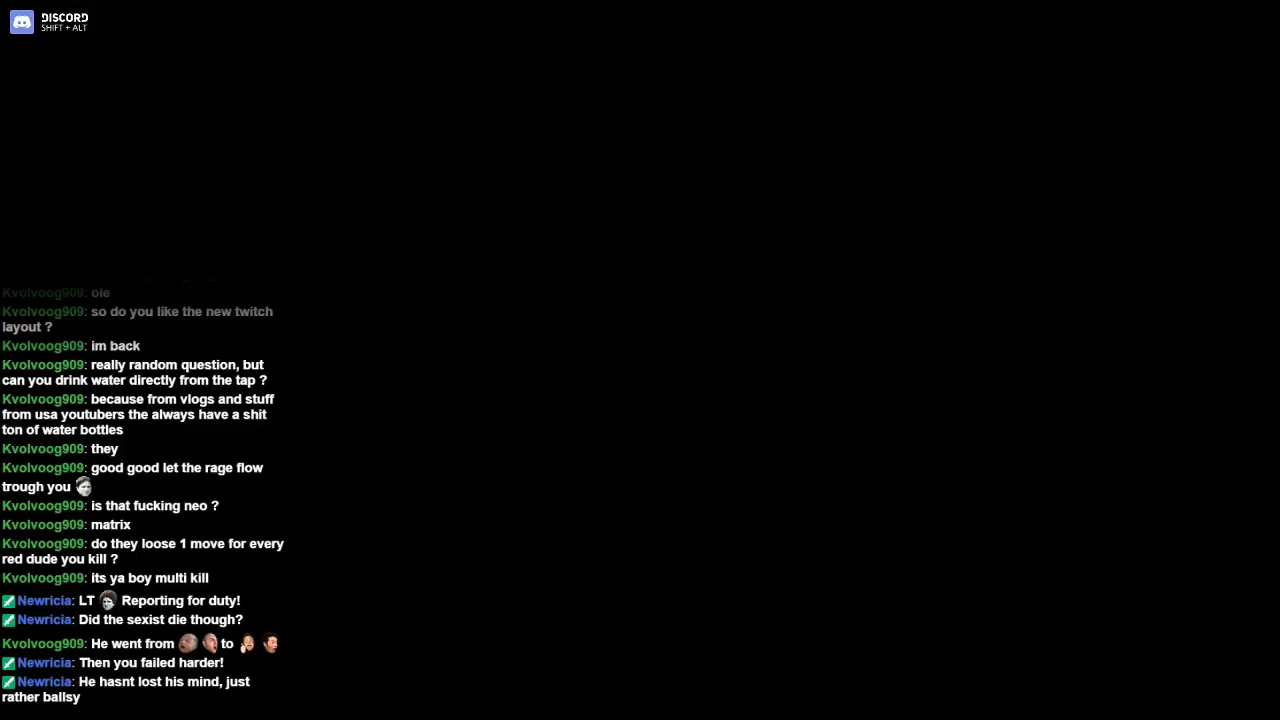 DISCORD
SHIFT + ALT
Kvolvoog909: ole
Kvolvoog909: so do you like the new twitch
layout ?
Kvolvoog909: im back
Kvolvoog909: really random question, but
can you drink water directly from the tap ?
Kvolvoog909: because from vlogs and stuff
from usa youtubers the always have a shit
ton of water bottles
Kvolvoog909: they
Kvolvoog909: good good let the rage flow
trough you
Kvolvoog909: is that fucking neo ?
Kvolvoog909: matrix
Kvolvoog909: do they loose 1 move for every
red dude you kill ?
Kvolvoog909: its ya boy multi kill
Newricia: LT Reporting for duty!
Newricia: Did the sexist die though?
Kvolvoog909: He went from to
Newricia: Then you failed harder!
Newricia: He hasnt lost his mind, just
rather ballsy